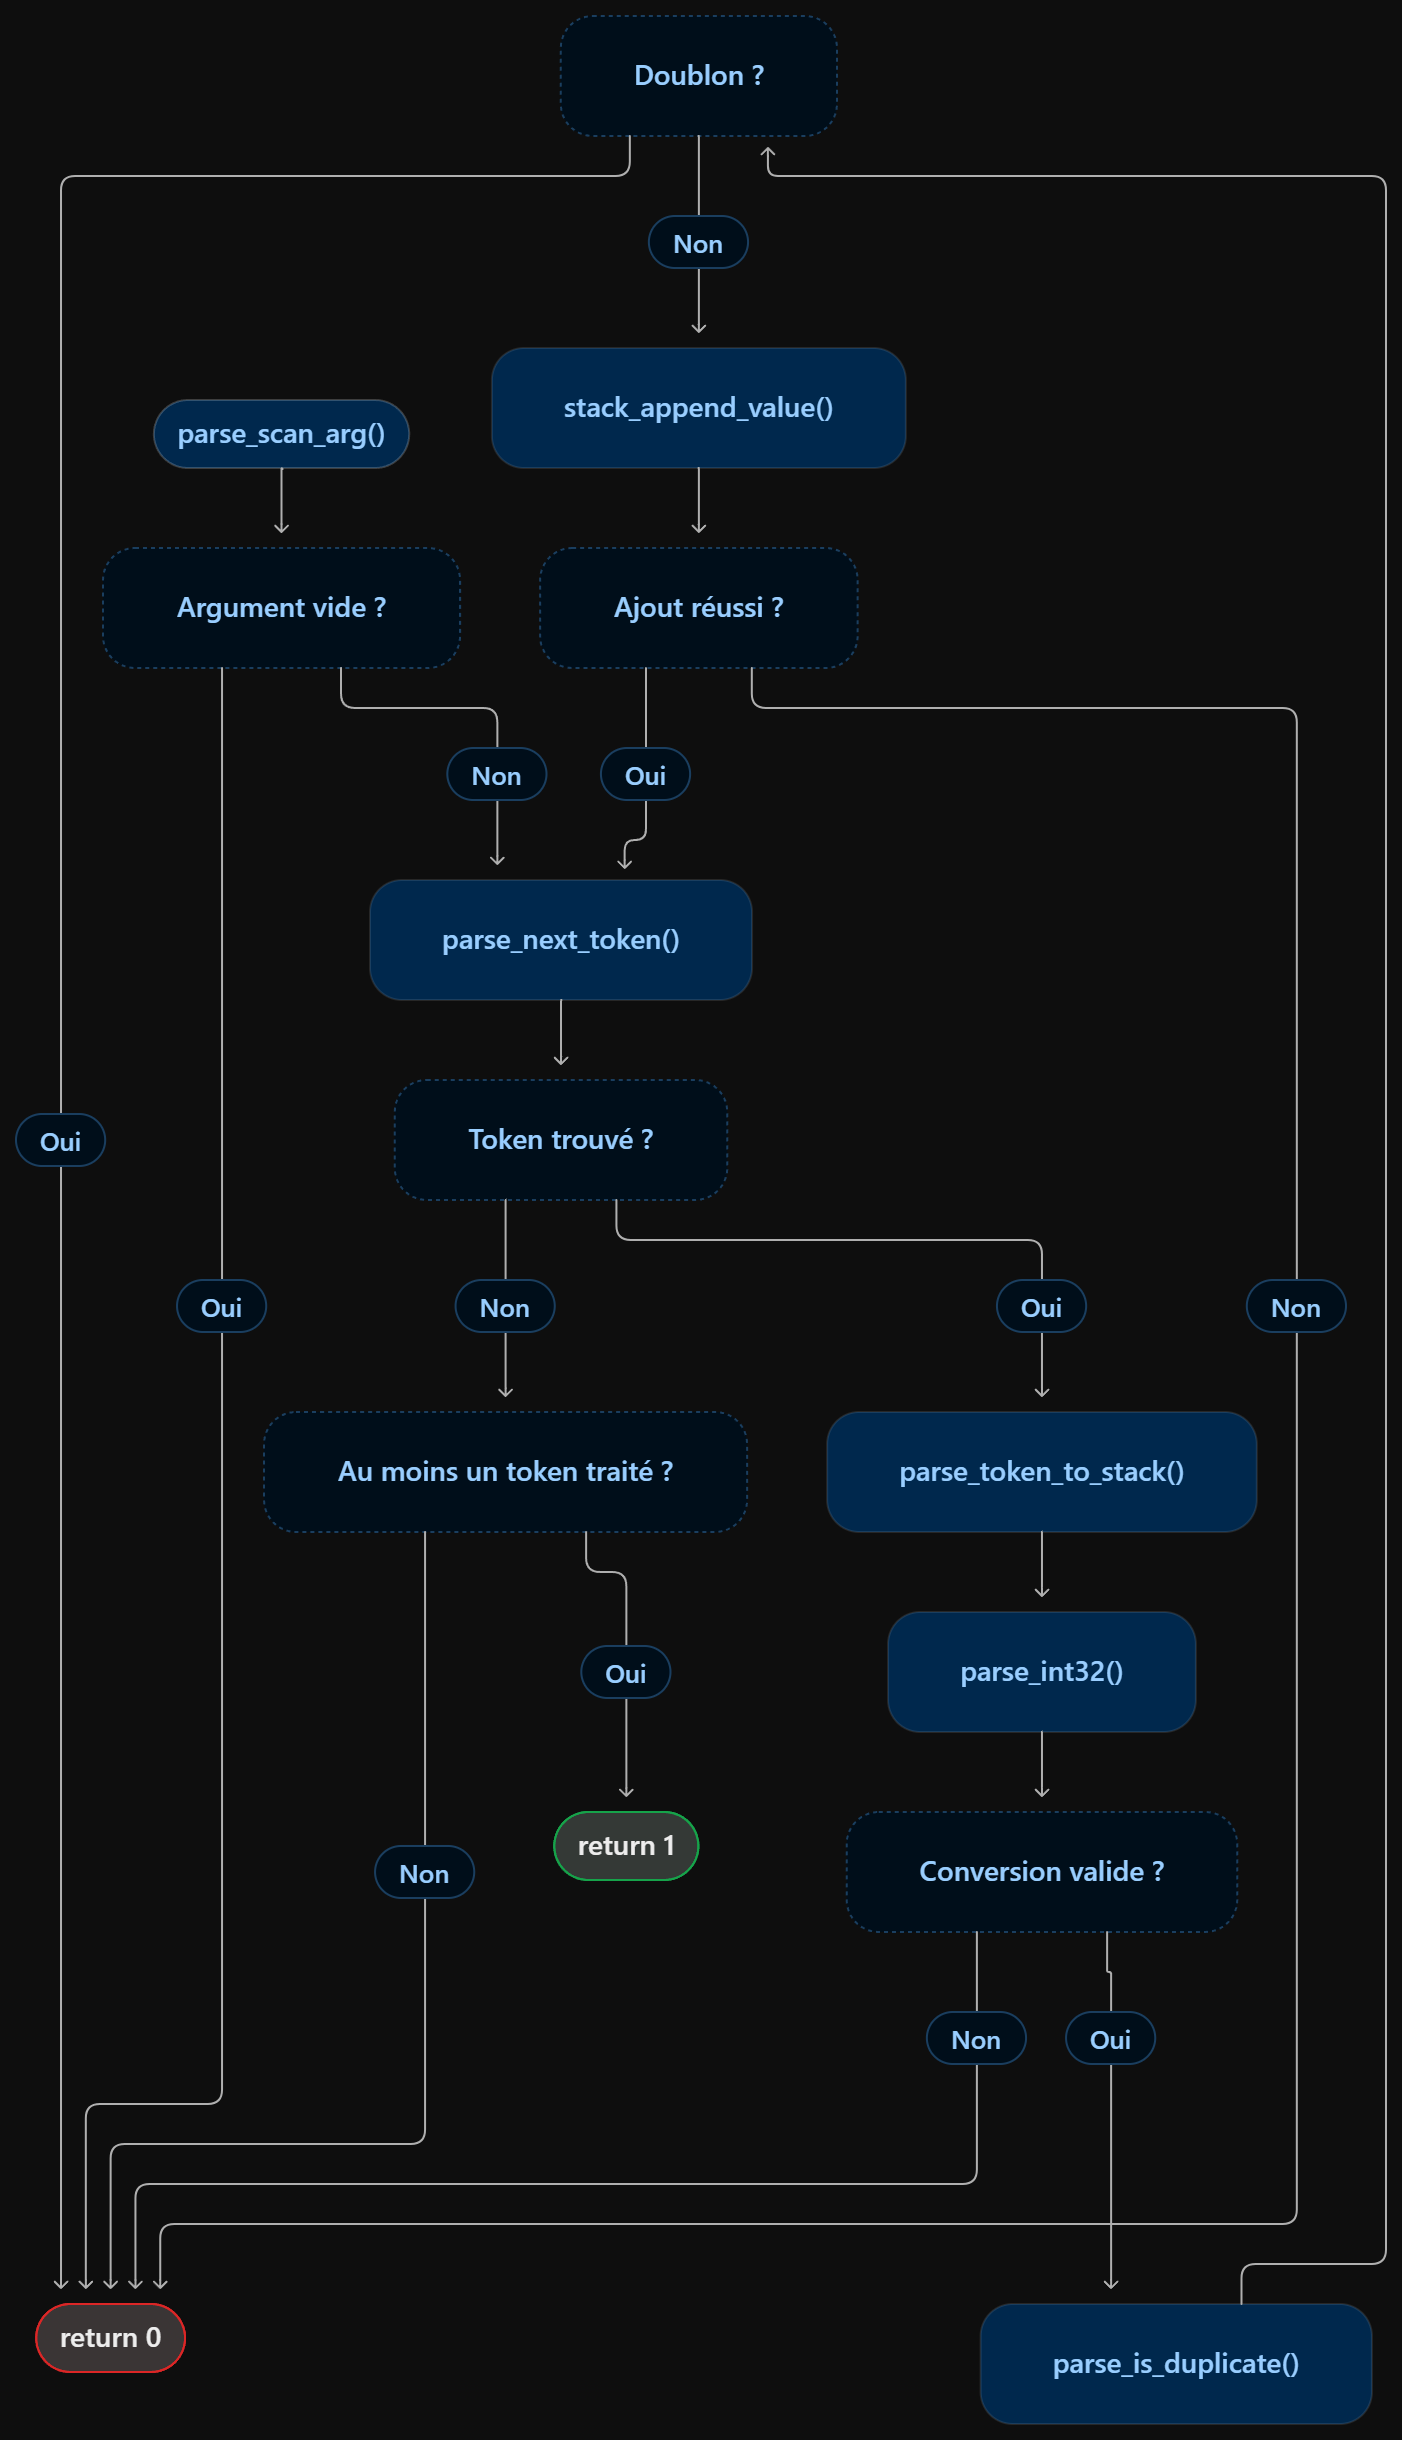 Doublon ?
Non
stack_append_value()
parse_scan_arg()
Argument vide ?
Ajout réussi ?
Non
Oui
parse_next_token()
Token trouvé ?
Oui
Oui
Non
Oui
Non
Au moins un token traité ?
parse_token_to_stack()
Oui
parse_int32()
return 1
Non
Conversion valide ?
Non
Oui
return 0
parse_is_duplicate()